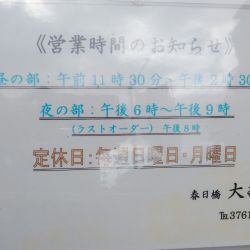 《営業時間のお知らせ》
昼の部：午前11時30分〜午後2時30
夜の部：午後6時〜午後9時
（ラストオーダー）午後8時
定休日：毎週日曜日・月曜日
春日橋 大
℡3761